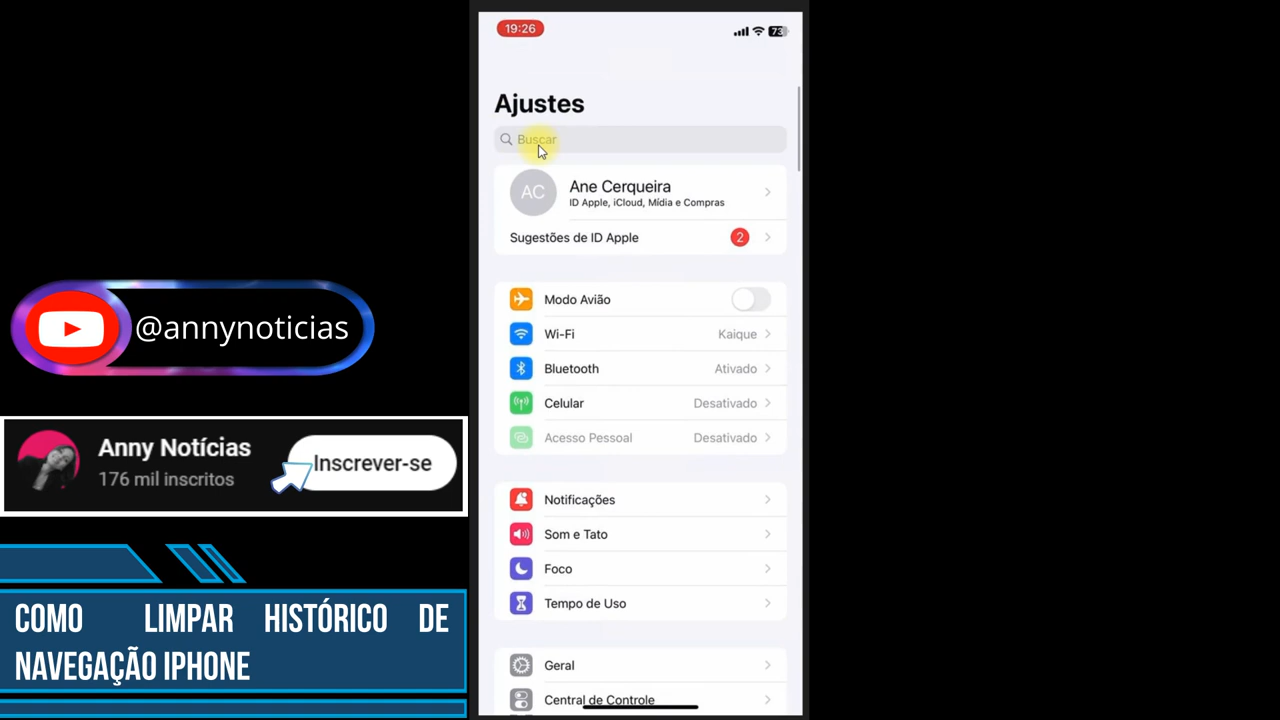 19:26
73
Ajustes
Buscar
AC
Ane Cerqueira
ID Apple, iCloud, Mídia e Compras
Sugestões de ID Apple
2
Modo Avião
Wi-Fi
Kaique
Bluetooth
Ativado
Celular
Desativado
Acesso Pessoal
Desativado
Notificações
Som e Tato
Foco
Tempo de Uso
Geral
Central de Controle
@annynoticias
Anny Notícias
176 mil inscritos
Inscrever-se
COMO LIMPAR HISTÓRICO DE
NAVEGAÇÃO IPHONE